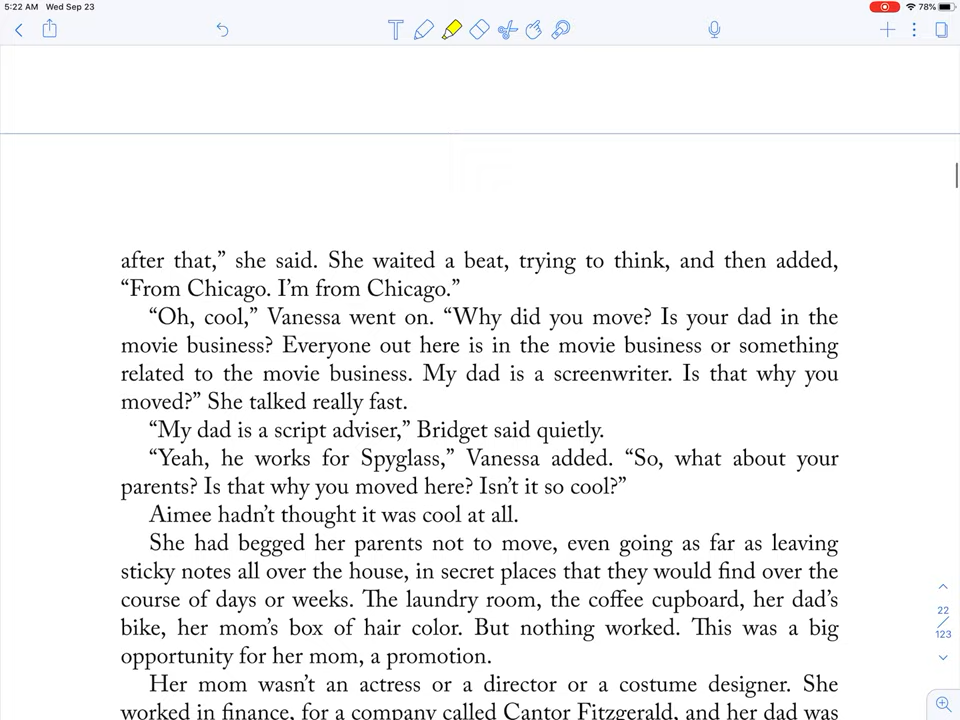 5:22 AM Wed Sep 23
78%
after that,” she said. She waited a beat, trying to think, and then added,
“From Chicago. I’m from Chicago.”
“Oh, cool,” Vanessa went on. “Why did you move? Is your dad in the
movie business? Everyone out here is in the movie business or something
related to the movie business. My dad is a screenwriter. Is that why you
moved?” She talked really fast.
“My dad is a script adviser,” Bridget said quietly.
“Yeah, he works for Spyglass,” Vanessa added. “So, what about your
parents? Is that why you moved here? Isn’t it so cool?”
Aimee hadn’t thought it was cool at all.
She had begged her parents not to move, even going as far as leaving
sticky notes all over the house, in secret places that they would find over the
course of days or weeks. The laundry room, the coffee cupboard, her dad’s
bike, her mom’s box of hair color. But nothing worked. This was a big
opportunity for her mom, a promotion.
Her mom wasn’t an actress or a director or a costume designer. She
worked in finance, for a company called Cantor Fitzgerald, and her dad was
22
/
123